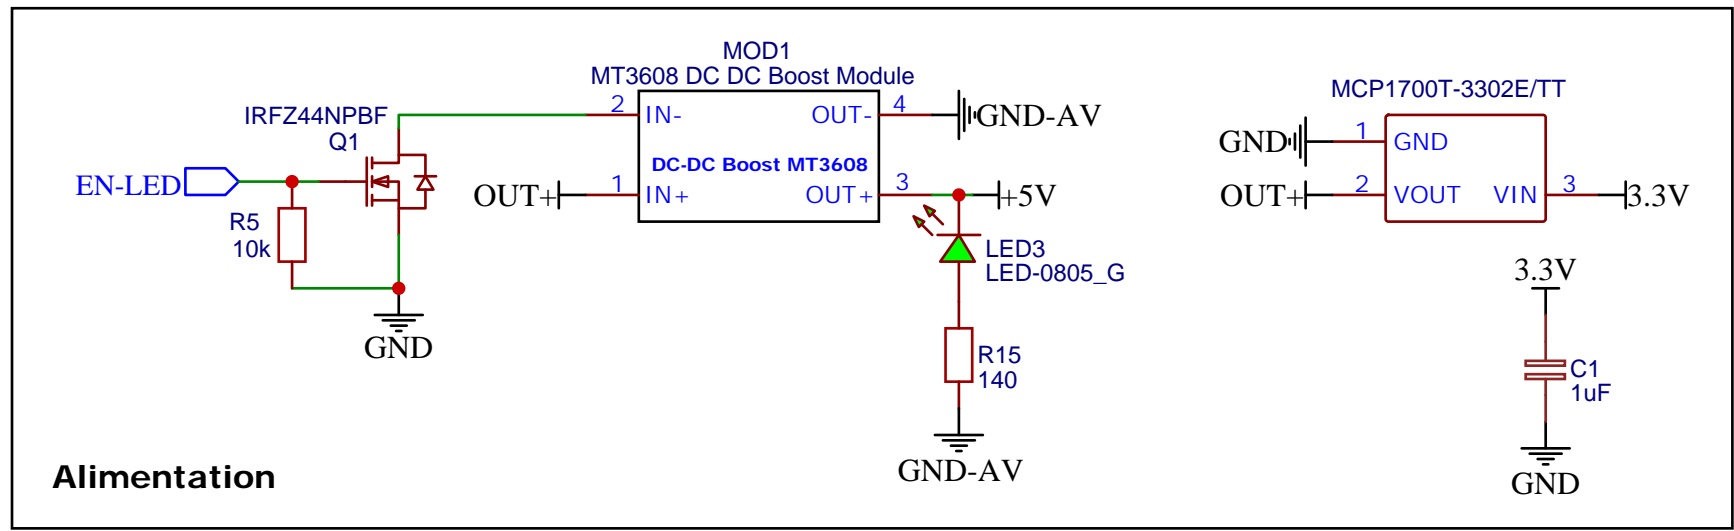 MOD1
MT3608 DC DC Boost Module
IRFZ44NPBF
Q1
EN-LED
R5
10k
GND
2
IN-
OUT-
4
GND-AV
DC-DC Boost MT3608
OUT+
1
IN+
OUT+
3
+5V
LED3
LED-0805_G
R15
140
GND-AV
MCP1700T-3302E/TT
GND
1
GND
OUT+
2
VOUT
VIN
3
3.3V
3.3V
C1
1uF
GND
Alimentation